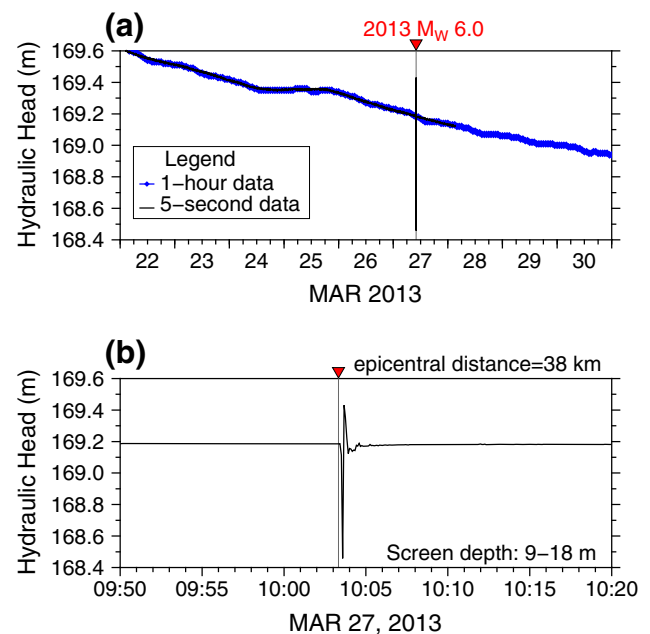 (a)
2013 MW 6.0
Hydraulic Head (m)
169.6
169.4
169.2
169.0
168.8
168.6
168.4
Legend
1−hour data
5−second data
22 23 24 25 26 27 28 29 30
MAR 2013
(b)
epicentral distance=38 km
Hydraulic Head (m)
169.6
169.4
169.2
169.0
168.8
168.6
168.4
Screen depth: 9−18 m
09:50 09:55 10:00 10:05 10:10 10:15 10:20
MAR 27, 2013